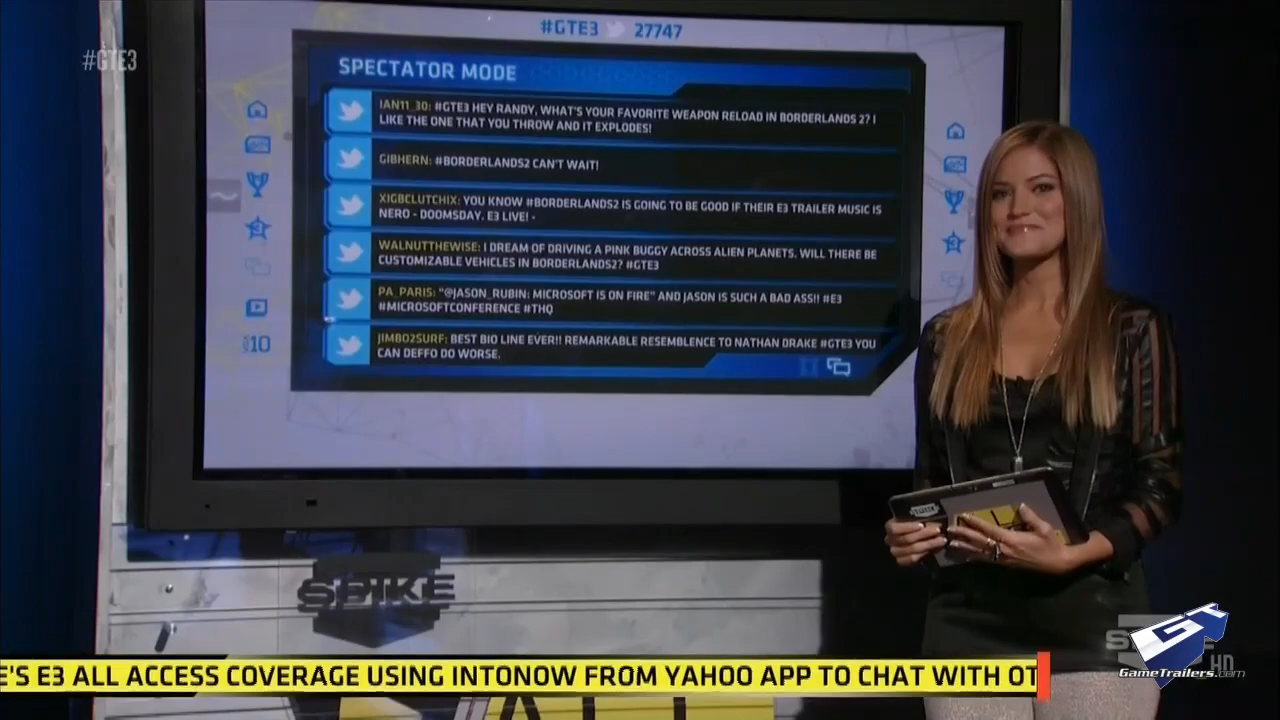 #GTE3 27747
#GTE3
SPECTATOR MODE
IAN11_30: #GTE3 HEY RANDY, WHAT'S YOUR FAVORITE WEAPON RELOAD IN BORDERLANDS 2? I
LIKE THE ONE THAT YOU THROW AND IT EXPLODES!
GIBHERN: #BORDERLANDS2 CAN'T WAIT!
XIGBCLUTCHIX: YOU KNOW #BORDERLANDS2 IS GOING TO BE GOOD IF THEIR E3 TRAILER MUSIC IS
NERO - DOOMSDAY. E3 LIVE! -
WALNUTTHEWISE: I DREAM OF DRIVING A PINK BUGGY ACROSS ALIEN PLANETS. WILL THERE BE
CUSTOMIZABLE VEHICLES IN BORDERLANDS2? #GTE3
PA_PARIS: "@JASON_RUBIN: MICROSOFT IS ON FIRE" AND JASON IS SUCH A BAD ASS!! #E3
#MICROSOFTCONFERENCE #THQ
JIMBO2SURF: BEST BIO LINE EVER!! REMARKABLE RESEMBLENCE TO NATHAN DRAKE #GTE3 YOU
CAN DEFFO DO WORSE.
10
SPIKE
GT
HD
GameTrailers.com
E'S E3 ALL ACCESS COVERAGE USING INTONOW FROM YAHOO APP TO CHAT WITH OT